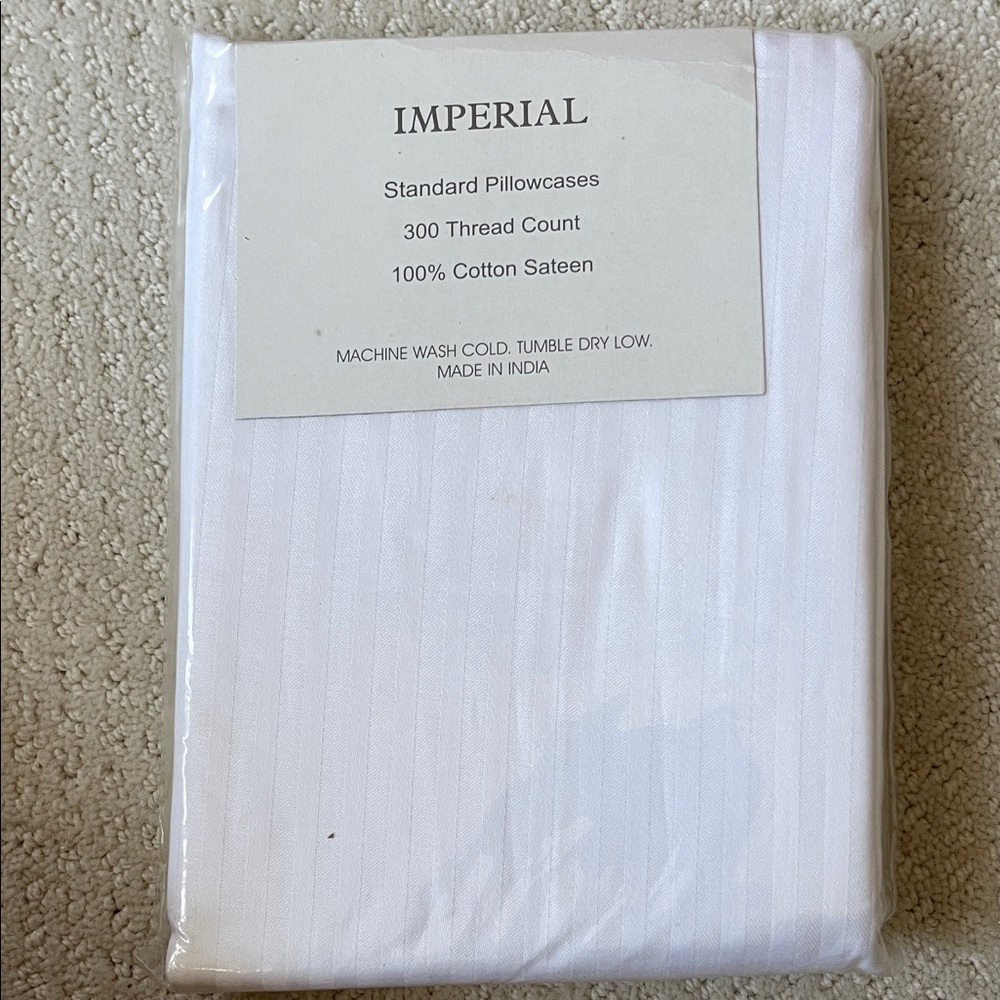 IMPERIAL
Standard Pillowcases
300 Thread Count
100% Cotton Sateen
MACHINE WASH COLD. TUMBLE DRY LOW.
MADE IN INDIA